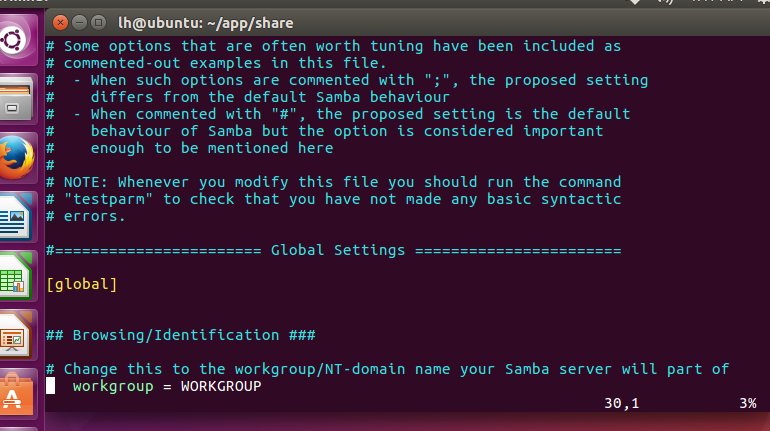 lh@ubuntu: ~/app/share
# Some options that are often worth tuning have been included as
# commented-out examples in this file.
#  - When such options are commented with ";", the proposed setting
#    differs from the default Samba behaviour
#  - When commented with "#", the proposed setting is the default
#    behaviour of Samba but the option is considered important
#    enough to be mentioned here
#
# NOTE: Whenever you modify this file you should run the command
# "testparm" to check that you have not made any basic syntactic
# errors.
#======================= Global Settings =======================
[global]
## Browsing/Identification ###
# Change this to the workgroup/NT-domain name your Samba server will part of
   workgroup = WORKGROUP
30,1 3%